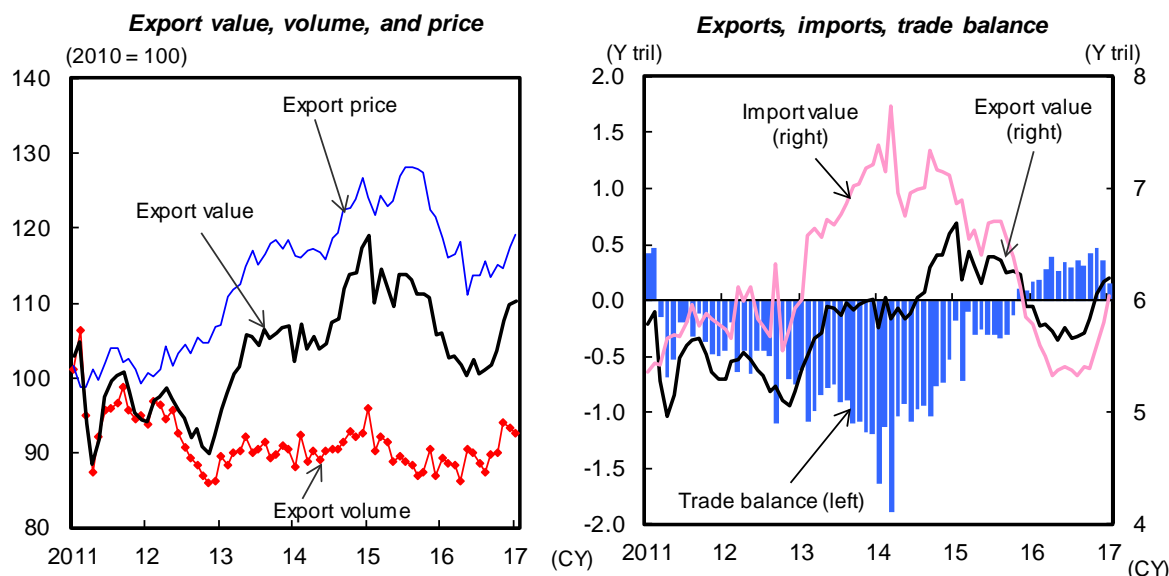 Export value, volume, and price
(2010 = 100)
140
130
120
110
100
90
80
Export price
Export value
Export volume
2011 12 13 14 15 16 17
(CY)
Exports, imports, trade balance
(Y tril) (Y tril)
2.0
1.5
1.0
0.5
0.0
-0.5
-1.0
-1.5
-2.0
Import value
(right)
Export value
(right)
Trade balance (left)
8
7
6
5
4
2011 12 13 14 15 16 17
(CY)